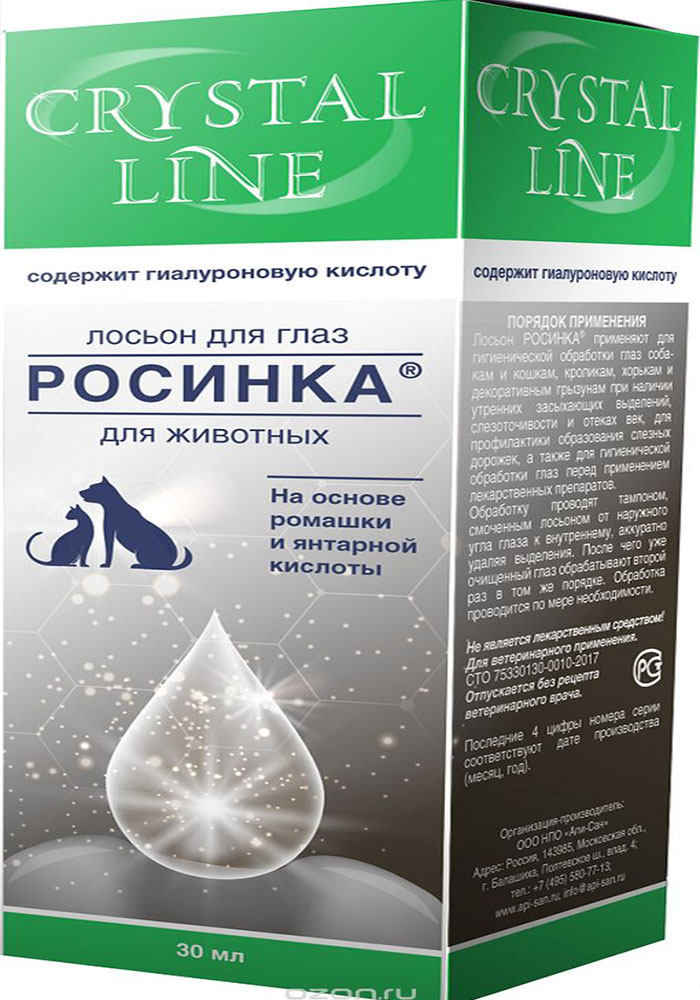 CRYSTAL
LINE
содержит гиалуроновую кислоту
лосьон для глаз
РОСИНКА®
для животных
На основе
ромашки
и янтарной
кислоты
30 мл
CRYSTAL
LINE
содержит гиалуроновую кислоту
ПОРЯДОК ПРИМЕНЕНИЯ
Лосьон РОСИНКА® применяют для
гигиенической обработки глаз соба-
кам и кошкам, кроликам, хорькам и
декоративным грызунам при наличии
утренних засыхающих выделений,
слезоточивости и отеках век, для
профилактики образования слезных
дорожек, а также для гигиенической
обработки глаз перед применением
лекарственных препаратов.
Обработку проводят тампоном,
смоченным лосьоном от наружного
угла глаза к внутреннему, аккуратно
удаляя выделения. После чего уже
очищенный глаз обрабатывают второй
раз в том же порядке. Обработка
проводится по мере необходимости.
Не является лекарственным средством!
Для ветеринарного применения.
СТО 75330130-0010-2017
Отпускается без рецепта
ветеринарного врача.
РСТ
Последние 4 цифры номера серии
соответствуют дате производства
(месяц, год).
Организация-производитель:
ООО НПО «Апи-Сан»
Адрес: Россия, 143985, Московская обл.,
г. Балашиха, Полтевское ш., влад. 4;
тел.: +7 (495) 580-77-13;
www.api-san.ru, info@api-san.ru
ozon.ru